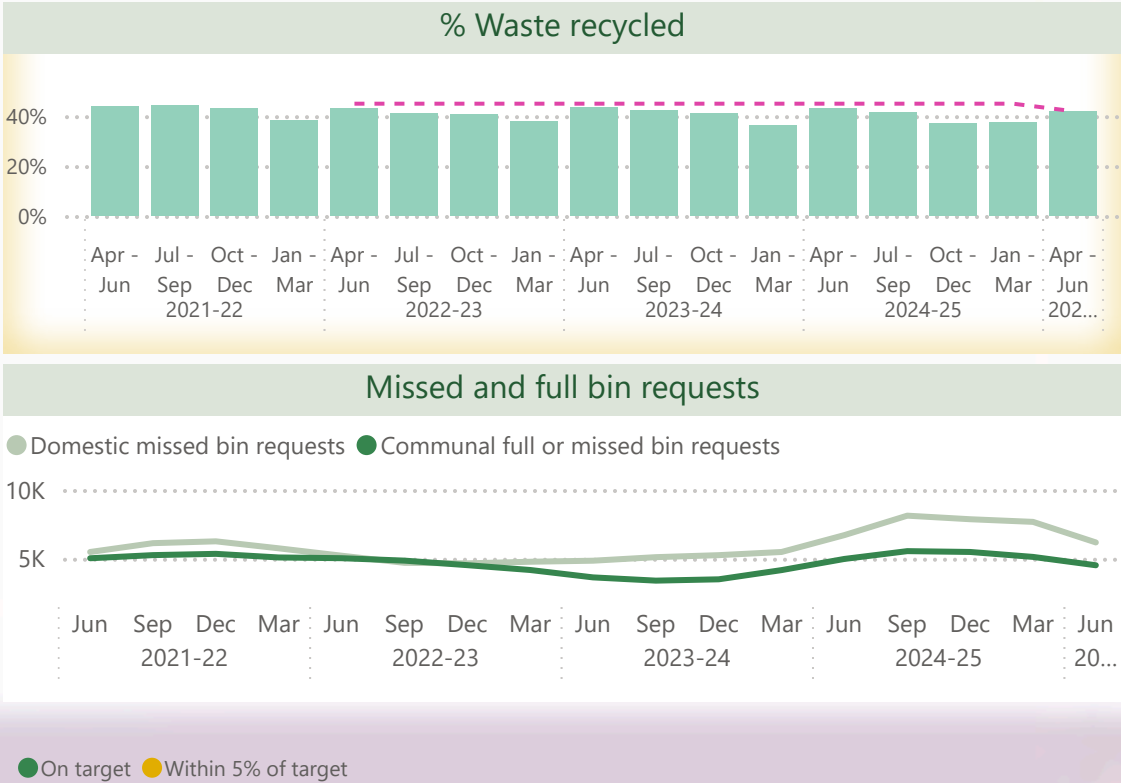 % Waste recycled
40%
20%
0%
Apr - Jul - Oct - Jan - Apr - Jul - Oct - Jan - Apr - Jul - Oct - Jan - Apr - Jul - Oct - Jan - Apr -
Jun Sep Dec Mar Jun Sep Dec Mar Jun Sep Dec Mar Jun Sep Dec Mar Jun
2021-22 2022-23 2023-24 2024-25 202...
Missed and full bin requests
Domestic missed bin requests Communal full or missed bin requests
10K
5K
Jun Sep Dec Mar Jun Sep Dec Mar Jun Sep Dec Mar Jun Sep Dec Mar Jun
2021-22 2022-23 2023-24 2024-25 20...
On target Within 5% of target